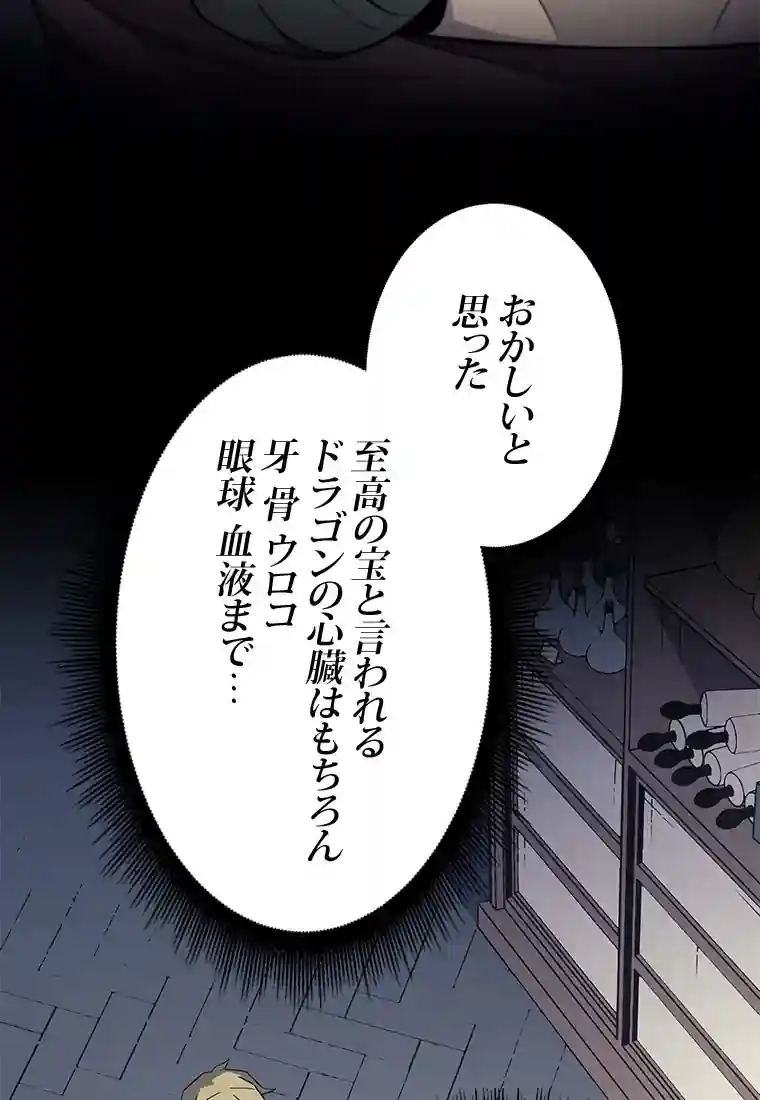 おかしいと
思った
至高の宝と言われる
ドラゴンの心臓はもちろん
牙 骨 ウロコ
眼球 血液まで…